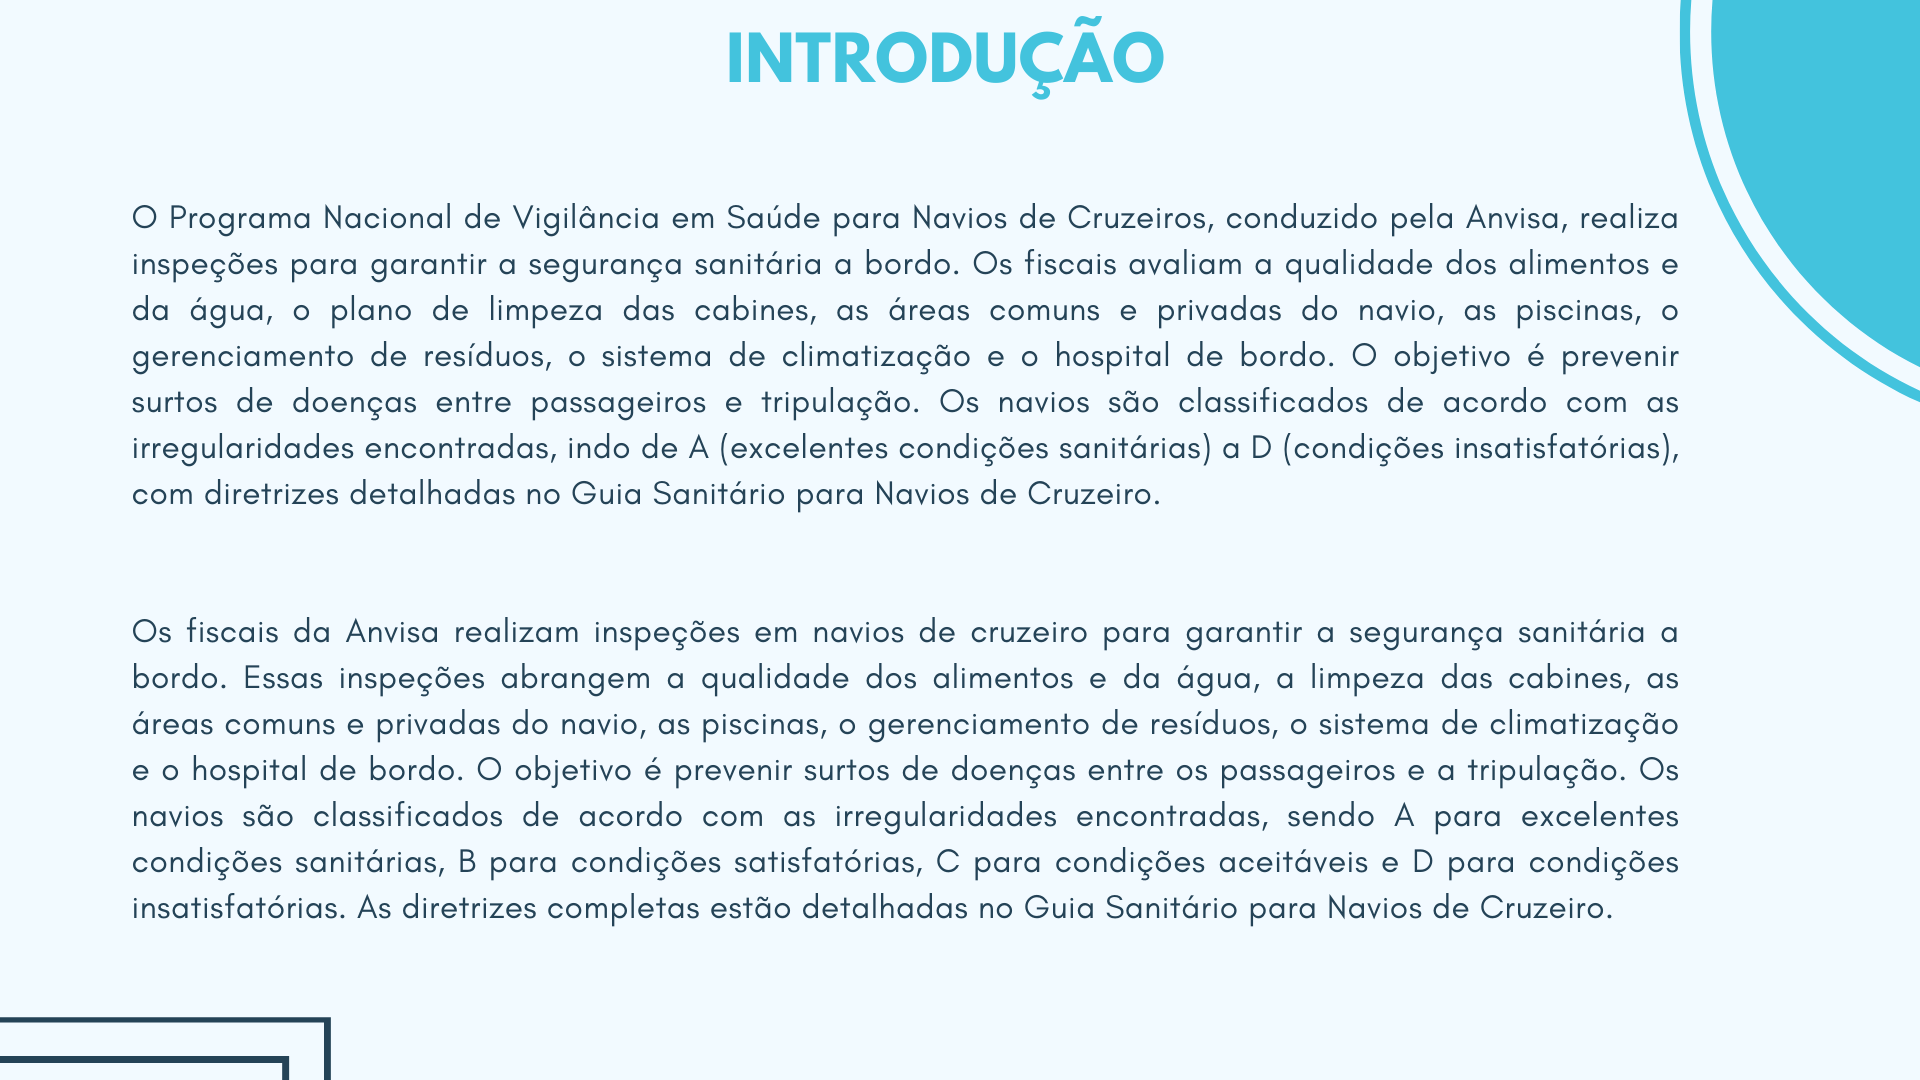 INTRODUÇÃO
O Programa Nacional de Vigilância em Saúde para Navios de Cruzeiros, conduzido pela Anvisa, realiza
inspeções para garantir a segurança sanitária a bordo. Os fiscais avaliam a qualidade dos alimentos e
da água, o plano de limpeza das cabines, as áreas comuns e privadas do navio, as piscinas, o
gerenciamento de resíduos, o sistema de climatização e o hospital de bordo. O objetivo é prevenir
surtos de doenças entre passageiros e tripulação. Os navios são classificados de acordo com as
irregularidades encontradas, indo de A (excelentes condições sanitárias) a D (condições insatisfatórias),
com diretrizes detalhadas no Guia Sanitário para Navios de Cruzeiro.
Os fiscais da Anvisa realizam inspeções em navios de cruzeiro para garantir a segurança sanitária a
bordo. Essas inspeções abrangem a qualidade dos alimentos e da água, a limpeza das cabines, as
áreas comuns e privadas do navio, as piscinas, o gerenciamento de resíduos, o sistema de climatização
e o hospital de bordo. O objetivo é prevenir surtos de doenças entre os passageiros e a tripulação. Os
navios são classificados de acordo com as irregularidades encontradas, sendo A para excelentes
condições sanitárias, B para condições satisfatórias, C para condições aceitáveis e D para condições
insatisfatórias. As diretrizes completas estão detalhadas no Guia Sanitário para Navios de Cruzeiro.